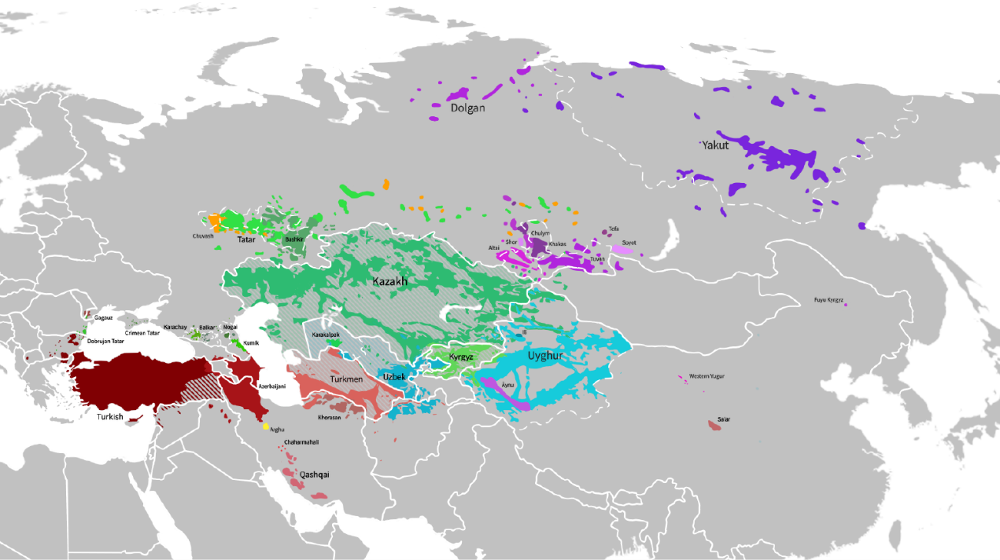 Dolgan
Yakut
Chuvash
Tatar
Bashkir
Chulym
Tofa
Shor
Khakas
Soyot
Altai
Tuvan
Kazakh
Fuyu Kyrgyz
Gagauz
Karachay
Balkar
Nogai
Crimean Tatar
Dobrujan Tatar
Karakalpak
Ili
Kumik
Kyrgyz
Uyghur
Uzbek
Turkmen
Western Yugur
Azerbaijani
Äynu
Turkish
Khorasan
Salar
Arghu
Chaharmahali
Qashqai